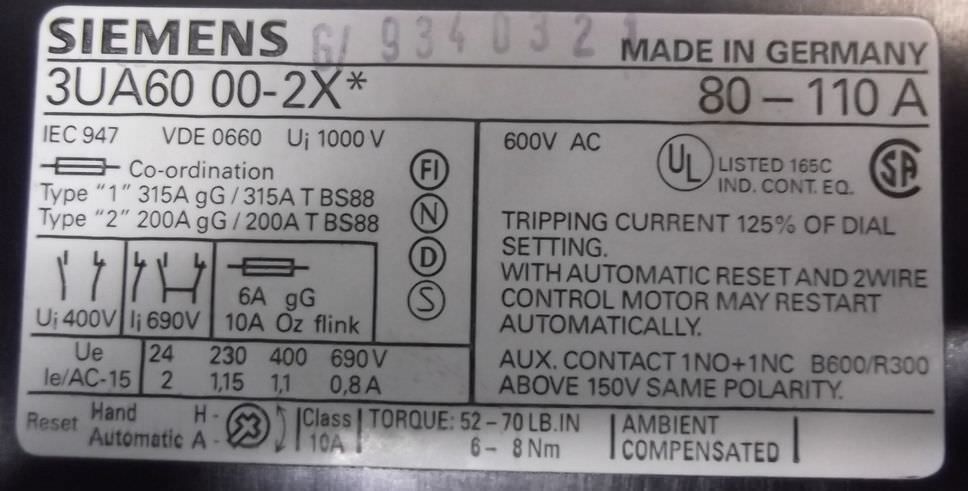 SIEMENS G/ 934032
MADE IN GERMANY
3UA60 00-2X* 80 – 110 A
IEC 947 VDE 0660 Ui 1000 V
Co-ordination
Type "1" 315A gG / 315A T BS88
Type "2" 200A gG / 200A T BS88
FI
N
D
S
Ui 400V Ii 690V
6A gG
10A Oz flink
Ue 24 230 400 690 V
Ie/AC-15 2 1,15 1,1 0,8 A
600V AC
UL LISTED 165C
IND. CONT. EQ.
SA
TRIPPING CURRENT 125% OF DIAL
SETTING.
WITH AUTOMATIC RESET AND 2WIRE
CONTROL MOTOR MAY RESTART
AUTOMATICALLY.
AUX. CONTACT 1NO+1NC B600/R300
ABOVE 150V SAME POLARITY.
Reset Hand H -
Automatic A -
Class
10A
TORQUE: 52 – 70 LB.IN
6 – 8 Nm
AMBIENT
COMPENSATED